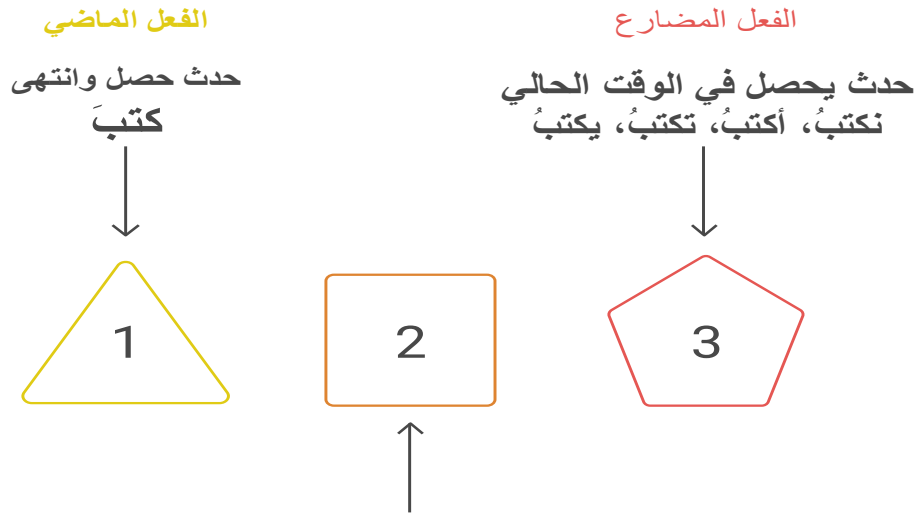 الفعل المضارع
حدث يحصل في الوقت الحالي
نكتبُ، أكتبُ، تكتبُ، يكتبُ
3
2
الفعل الماضي
حدث حصل وانتهى
كتبَ
1